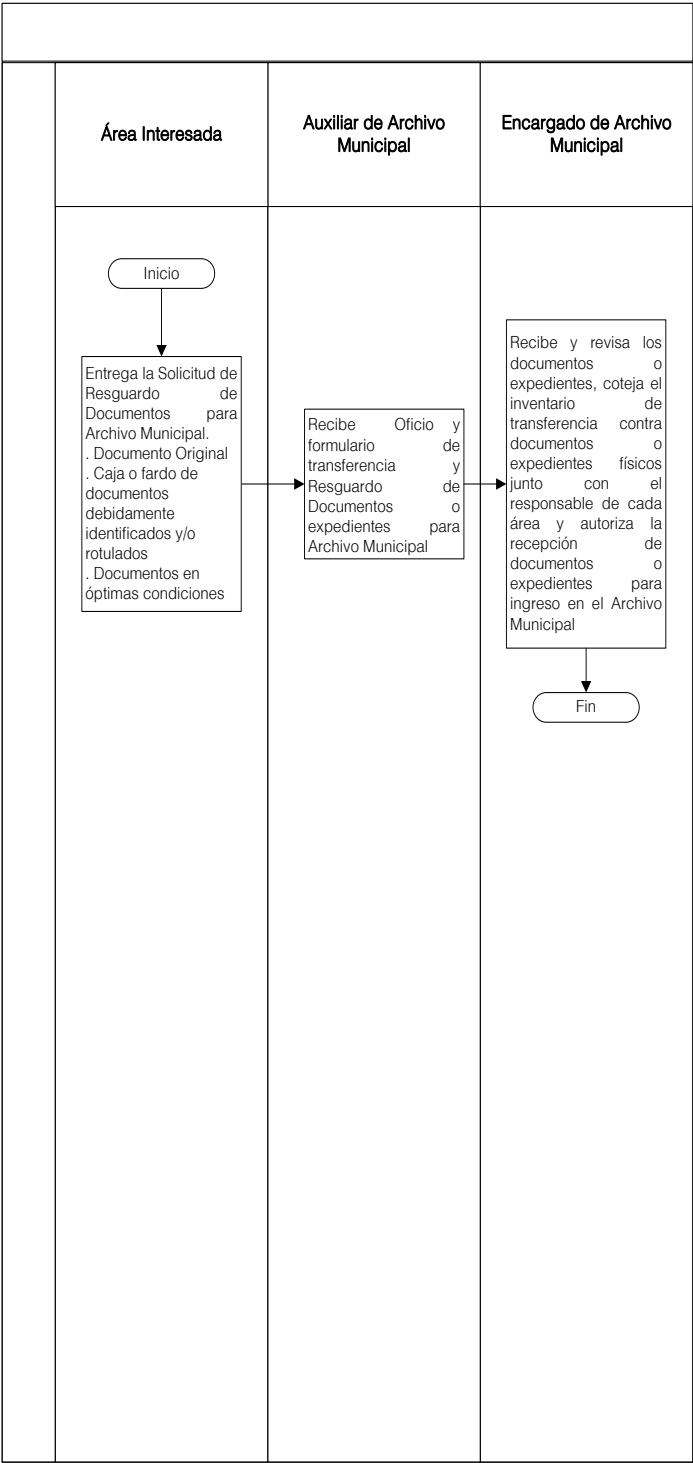 Área Interesada
Auxiliar de Archivo
Municipal
Encargado de Archivo
Municipal
Inicio
Entrega la Solicitud de
Resguardo de
Documentos para
Archivo Municipal.
. Documento Original
. Caja o fardo de
documentos
debidamente
identificados y/o
rotulados
. Documentos en
óptimas condiciones
Recibe Oficio y
formulario de
transferencia y
Resguardo de
Documentos o
expedientes para
Archivo Municipal
Recibe y revisa los
documentos o
expedientes, coteja el
inventario de
transferencia contra
documentos o
expedientes físicos
junto con el
responsable de cada
área y autoriza la
recepción de
documentos o
expedientes para
ingreso en el Archivo
Municipal
Fin